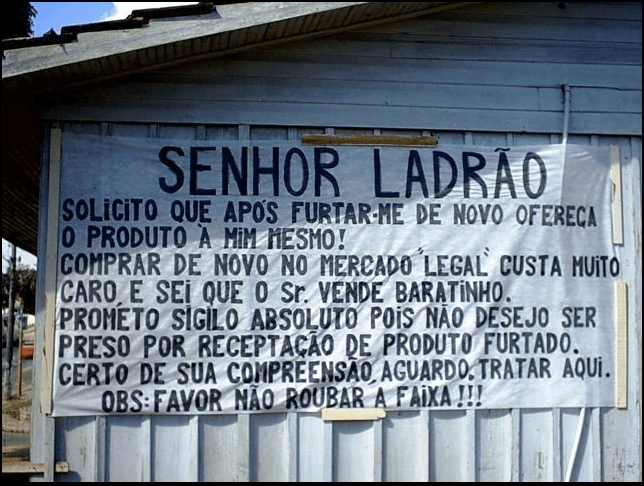 SENHOR LADRÃO
SOLICITO QUE APÓS FURTAR-ME DE NOVO OFEREÇA
O PRODUTO À MIM MESMO!
COMPRAR DE NOVO NO MERCADO "LEGAL" CUSTA MUITO
CARO E SEI QUE O Sr. VENDE BARATINHO.
PROMETO SIGILO ABSOLUTO POIS NÃO DESEJO SER
PRESO POR RECEPTAÇÃO DE PRODUTO FURTADO.
CERTO DE SUA COMPREENSÃO, AGUARDO. TRATAR AQUI.
OBS: FAVOR NÃO ROUBAR A FAIXA!!!